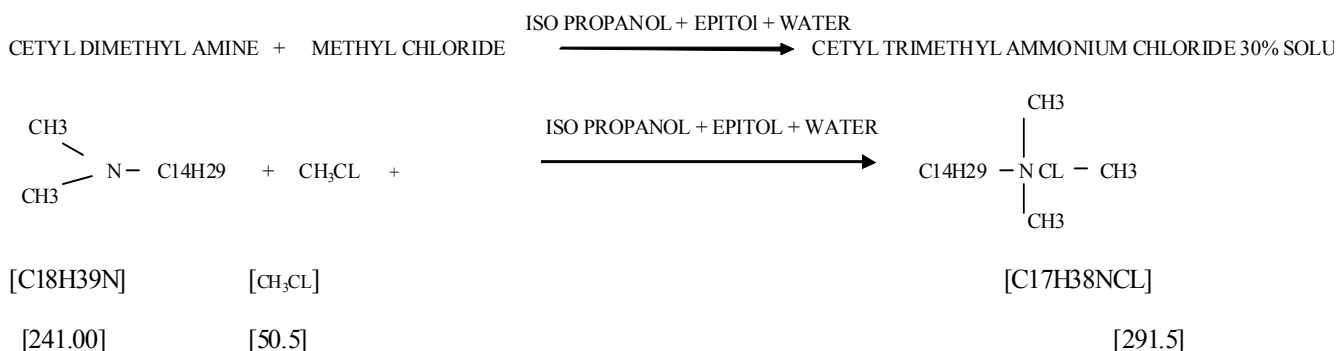 ISO PROPANOL + EPITOl + WATER
CETYL DIMETHYL AMINE + METHYL CHLORIDE CETYL TRIMETHYL AMMONIUM CHLORIDE 30% SOLU
CH3
CH3
ISO PROPANOL + EPITOL + WATER
N – C14H29 + CH₃CL +
C14H29 – N CL – CH3
CH3
CH3
[C18H39N] [CH₃CL] [C17H38NCL]
[241.00] [50.5] [291.5]